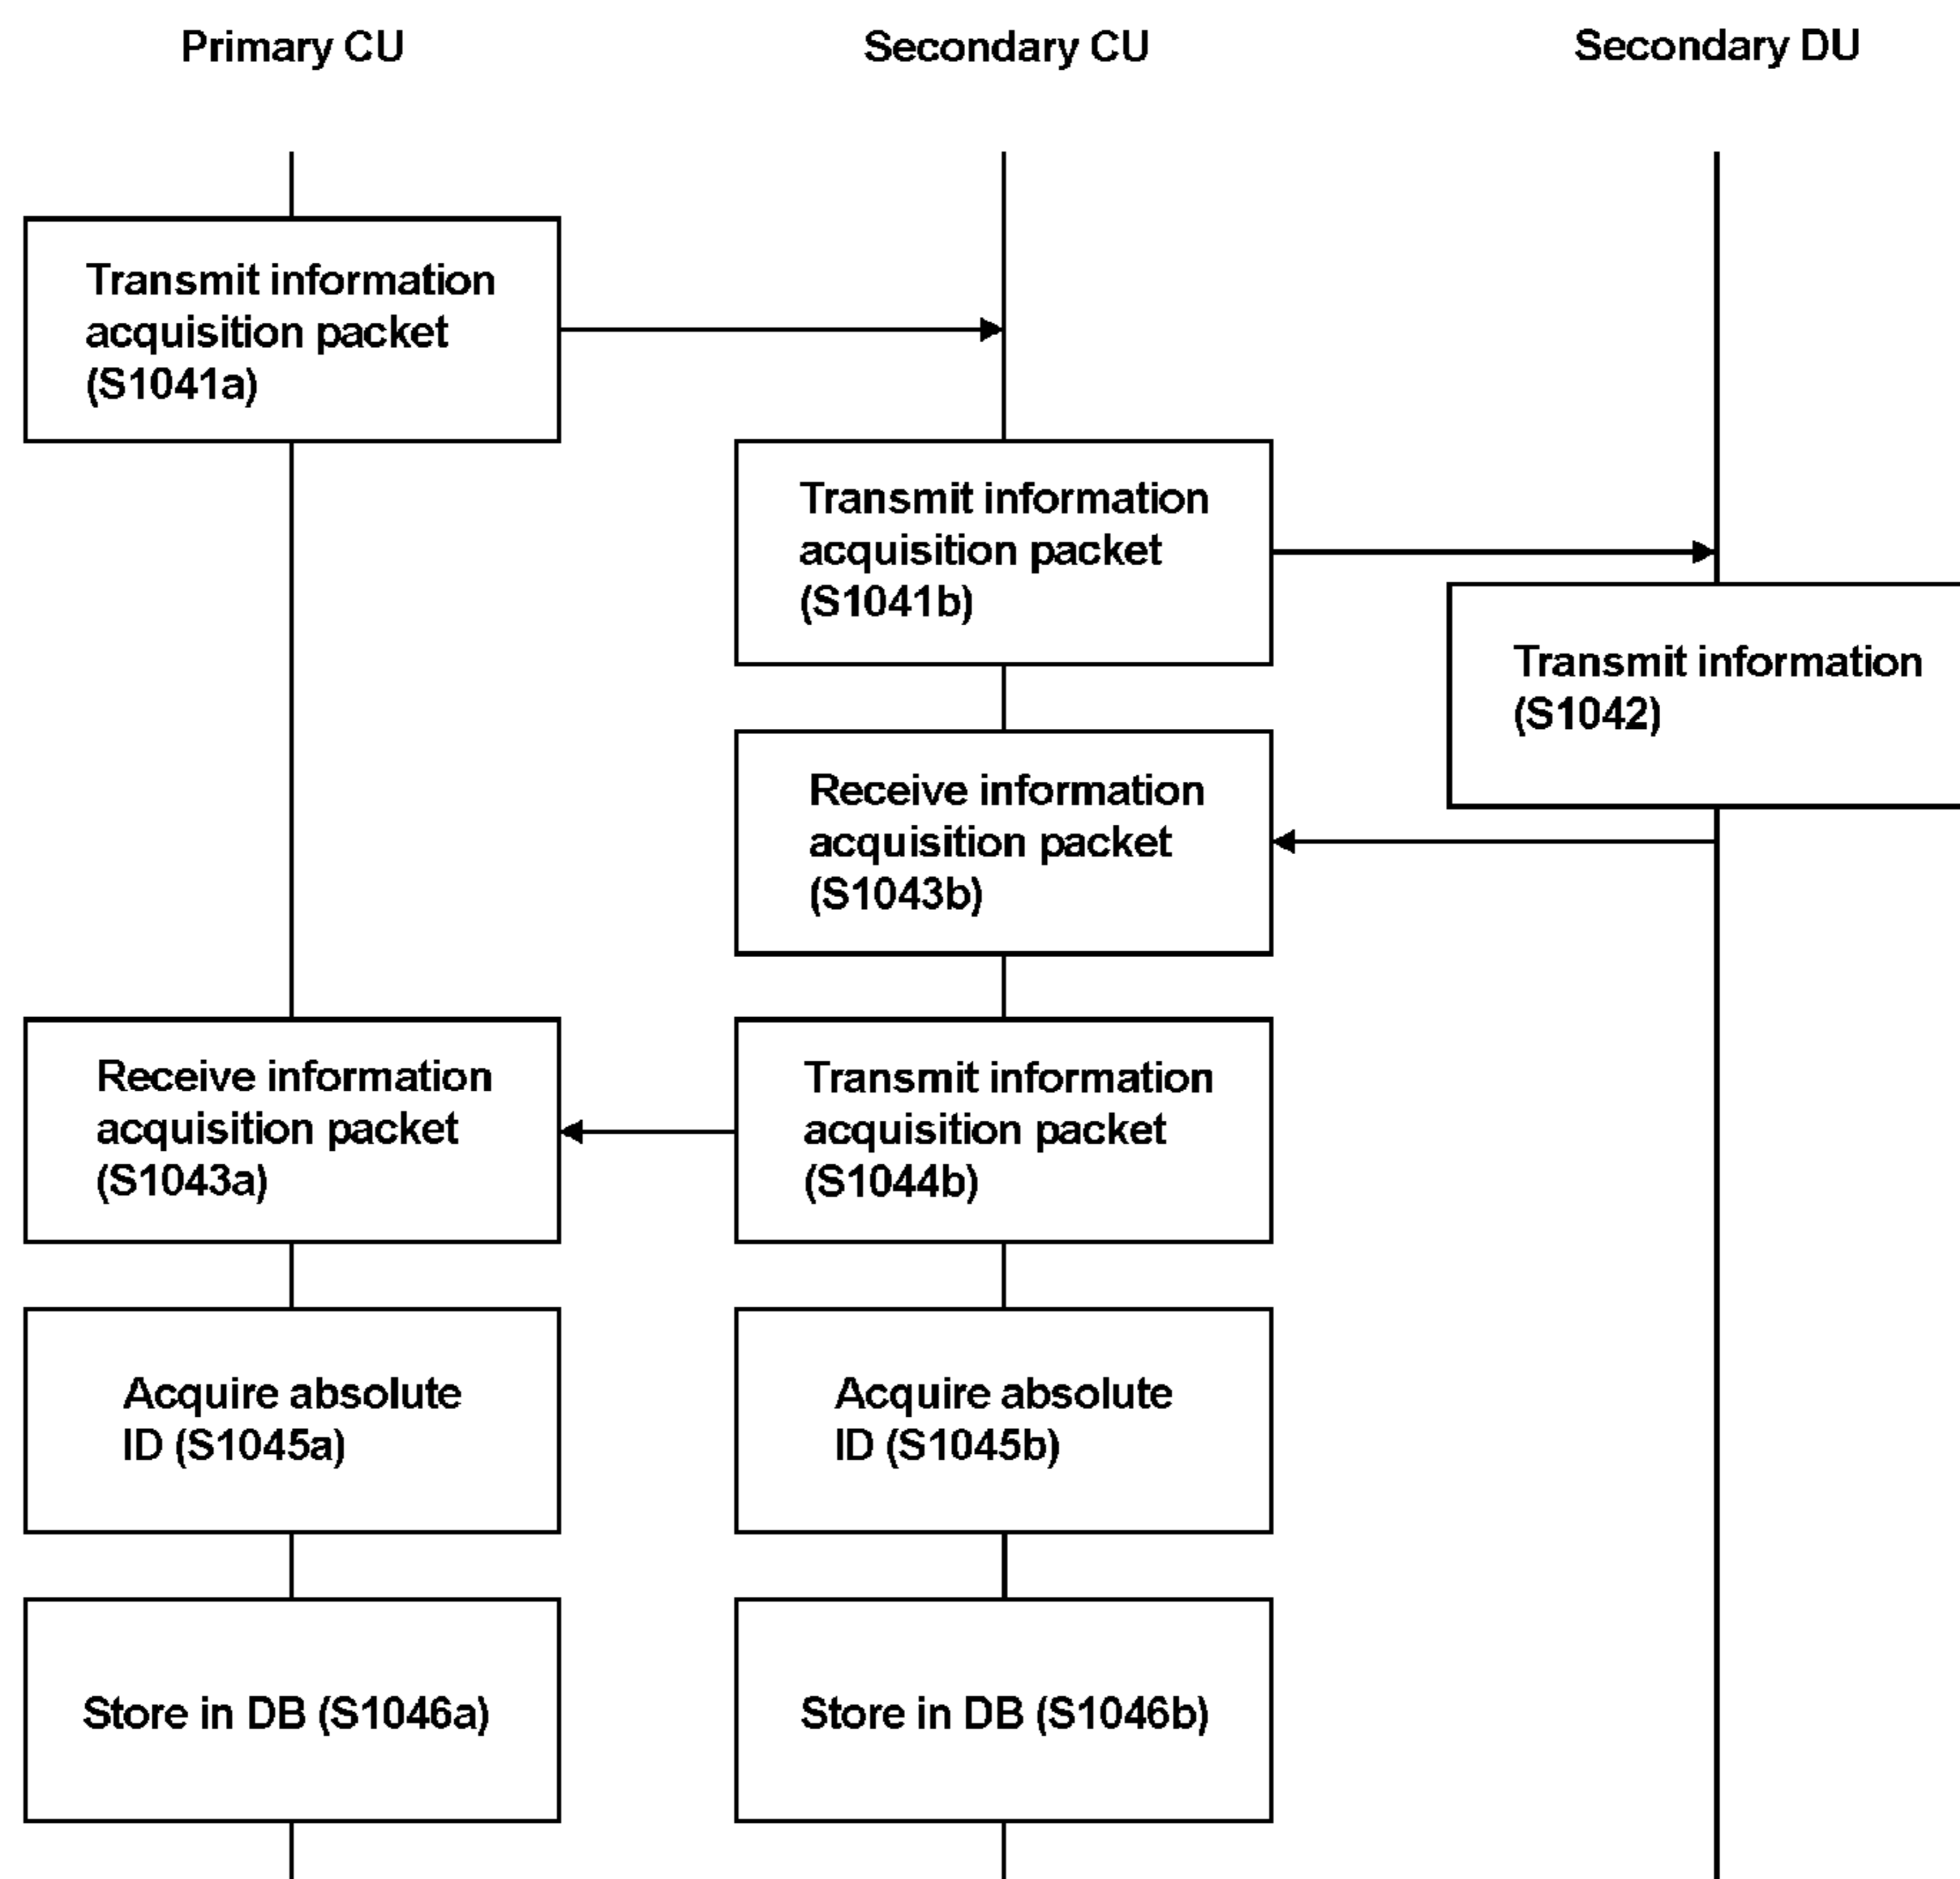 Primary CU
Secondary CU
Secondary DU
Transmit information
acquisition packet
(S1041a)
Transmit information
acquisition packet
(S1041b)
Transmit information
(S1042)
Receive information
acquisition packet
(S1043b)
Receive information
acquisition packet
(S1043a)
Transmit information
acquisition packet
(S1044b)
Acquire absolute
ID (S1045a)
Acquire absolute
ID (S1045b)
Store in DB (S1046a)
Store in DB (S1046b)